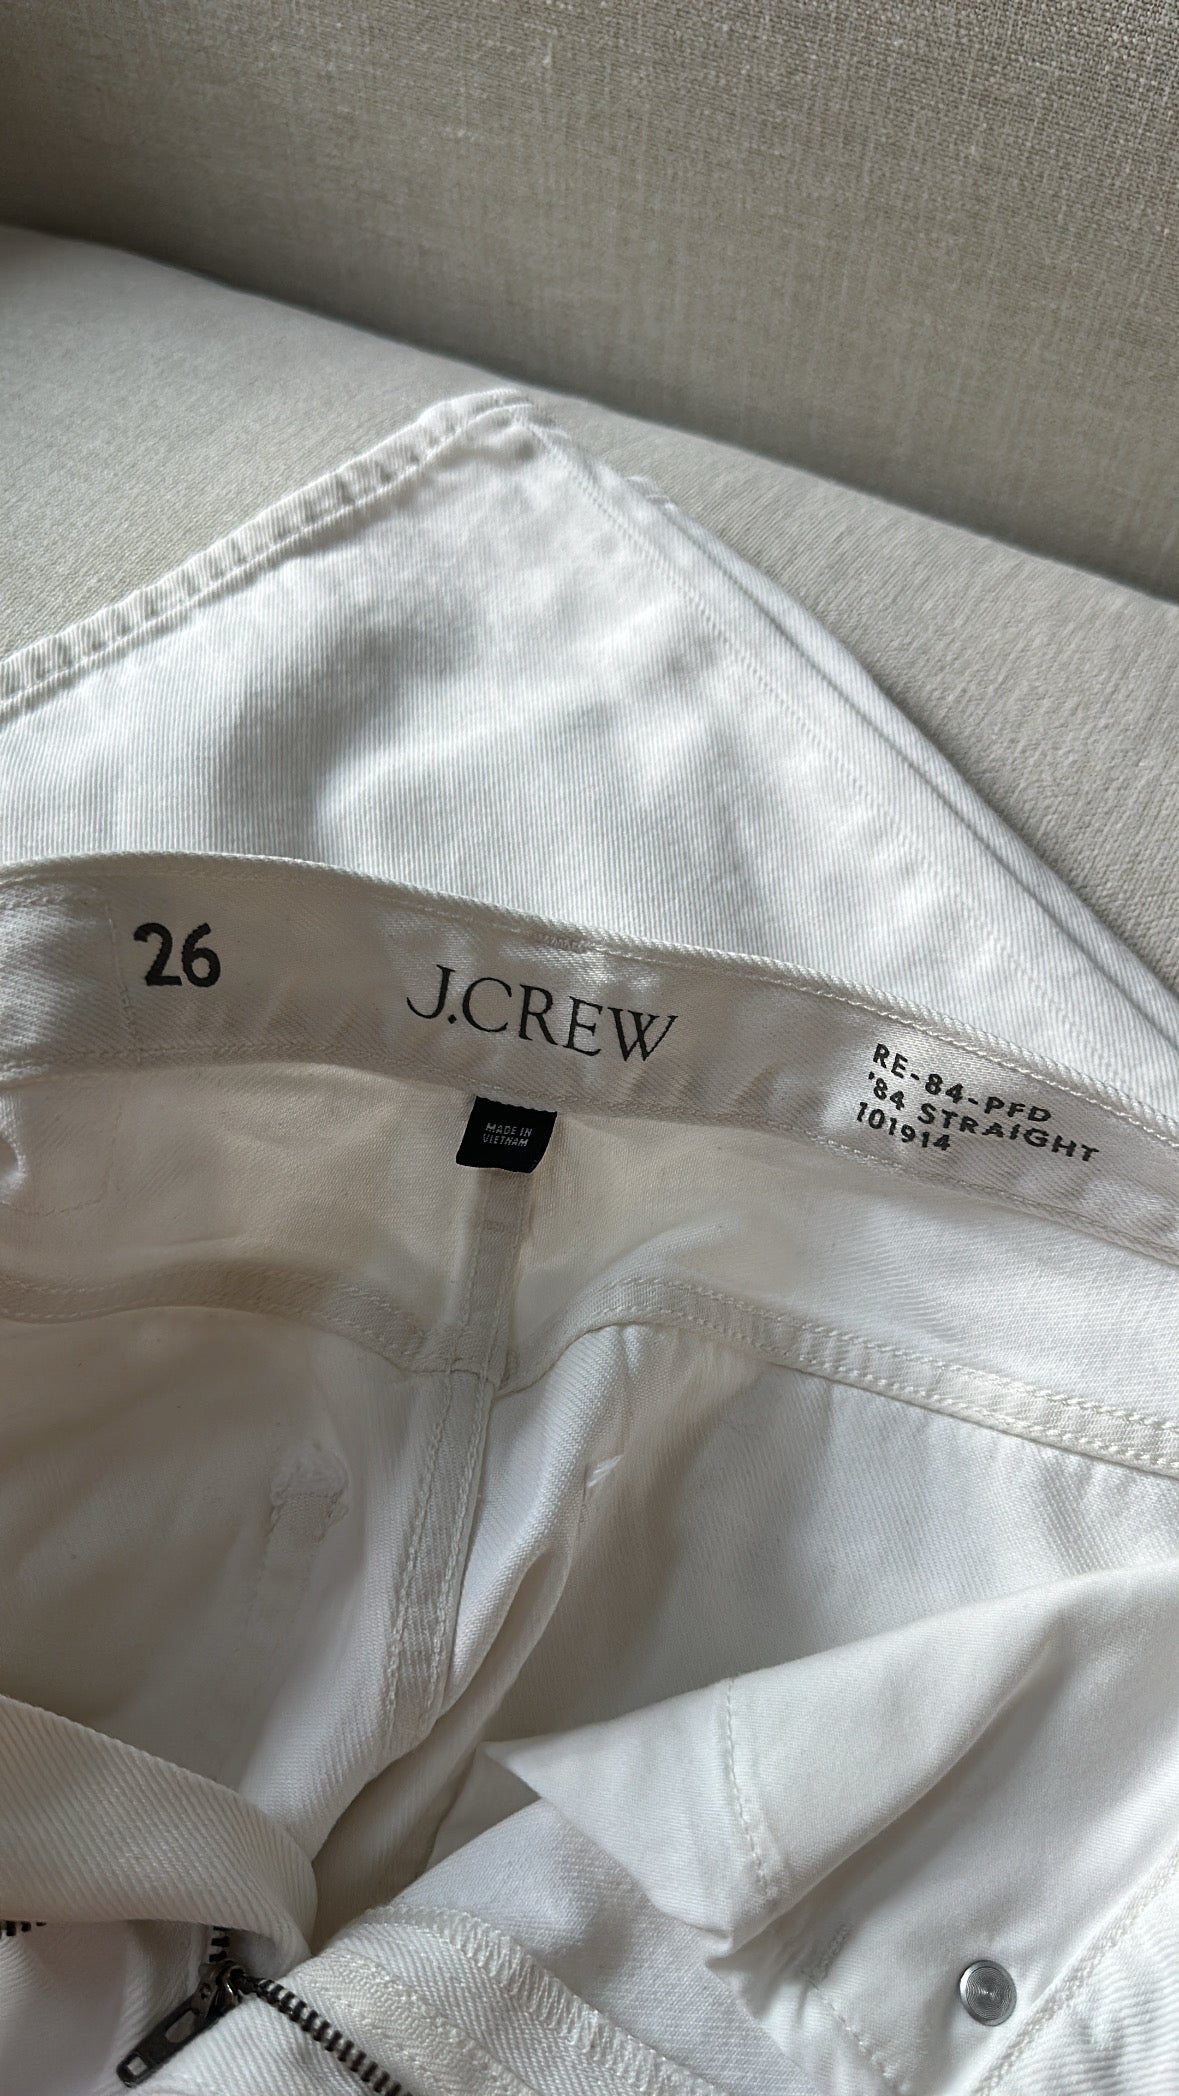 26
J.CREW
RE-84-PFD
'84 STRAIGHT
101914
MADE IN
VIETNAM